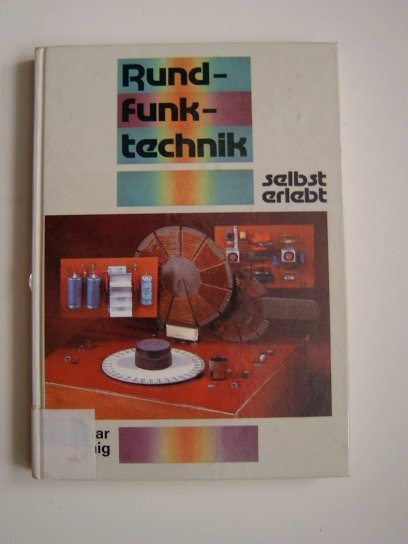 Rund-
funk-
technik
selbst
erlebt